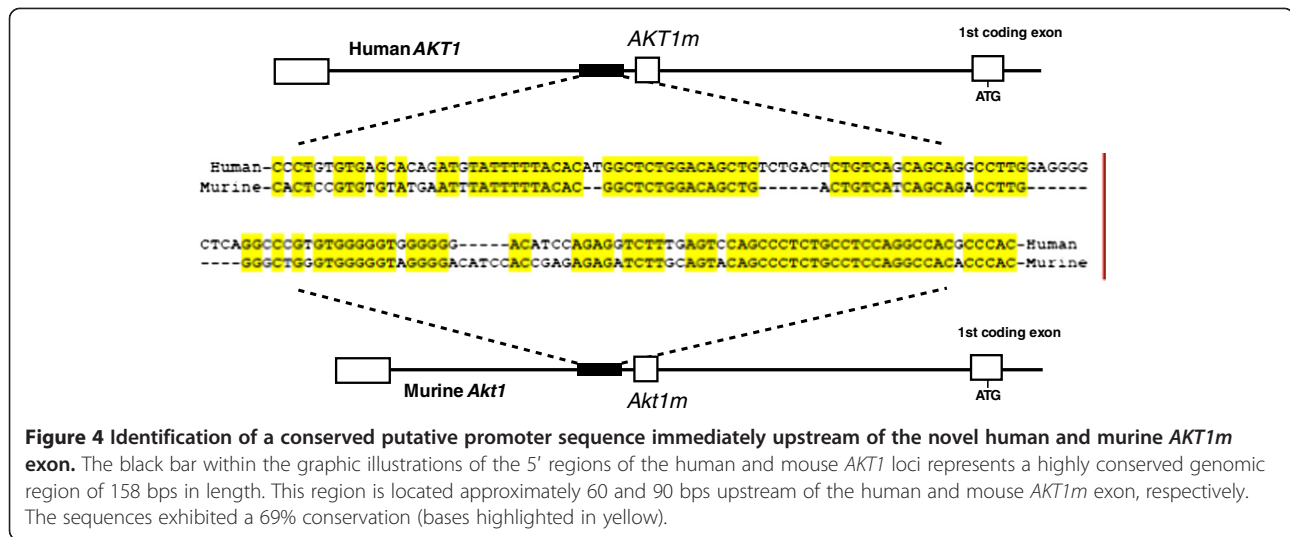 Human AKT1
AKT1m
1st coding exon
ATG
Human-CCCTGTGTGAGCACAGATGTATTTTTACACATGGCTCTGGACAGCTGTCTGACTCTGTCAGCAGCAGGCCTTGGAGGGG
Murine-CACTCCGTGTGTATGAATTTATTTTTACAC--GGCTCTGGACAGCTG------ACTGTCATCAGCAGACCTTG------
CTCAGGCCCGTGTGGGGGTGGGGGG-----ACATCCAGAGGTCTTTGAGTCCAGCCCTCTGCCTCCAGGCCACGCCCAC-Human
----GGGCTGGGTGGGGGTAGGGGACATCCACCGAGAGAGATCTTGCAGTACAGCCCTCTGCCTCCAGGCCACACCCAC-Murine
1st coding exon
Murine Akt1
Akt1m
ATG
Figure 4 Identification of a conserved putative promoter sequence immediately upstream of the novel human and murine AKT1m
exon. The black bar within the graphic illustrations of the 5′ regions of the human and mouse AKT1 loci represents a highly conserved genomic
region of 158 bps in length. This region is located approximately 60 and 90 bps upstream of the human and mouse AKT1m exon, respectively.
The sequences exhibited a 69% conservation (bases highlighted in yellow).